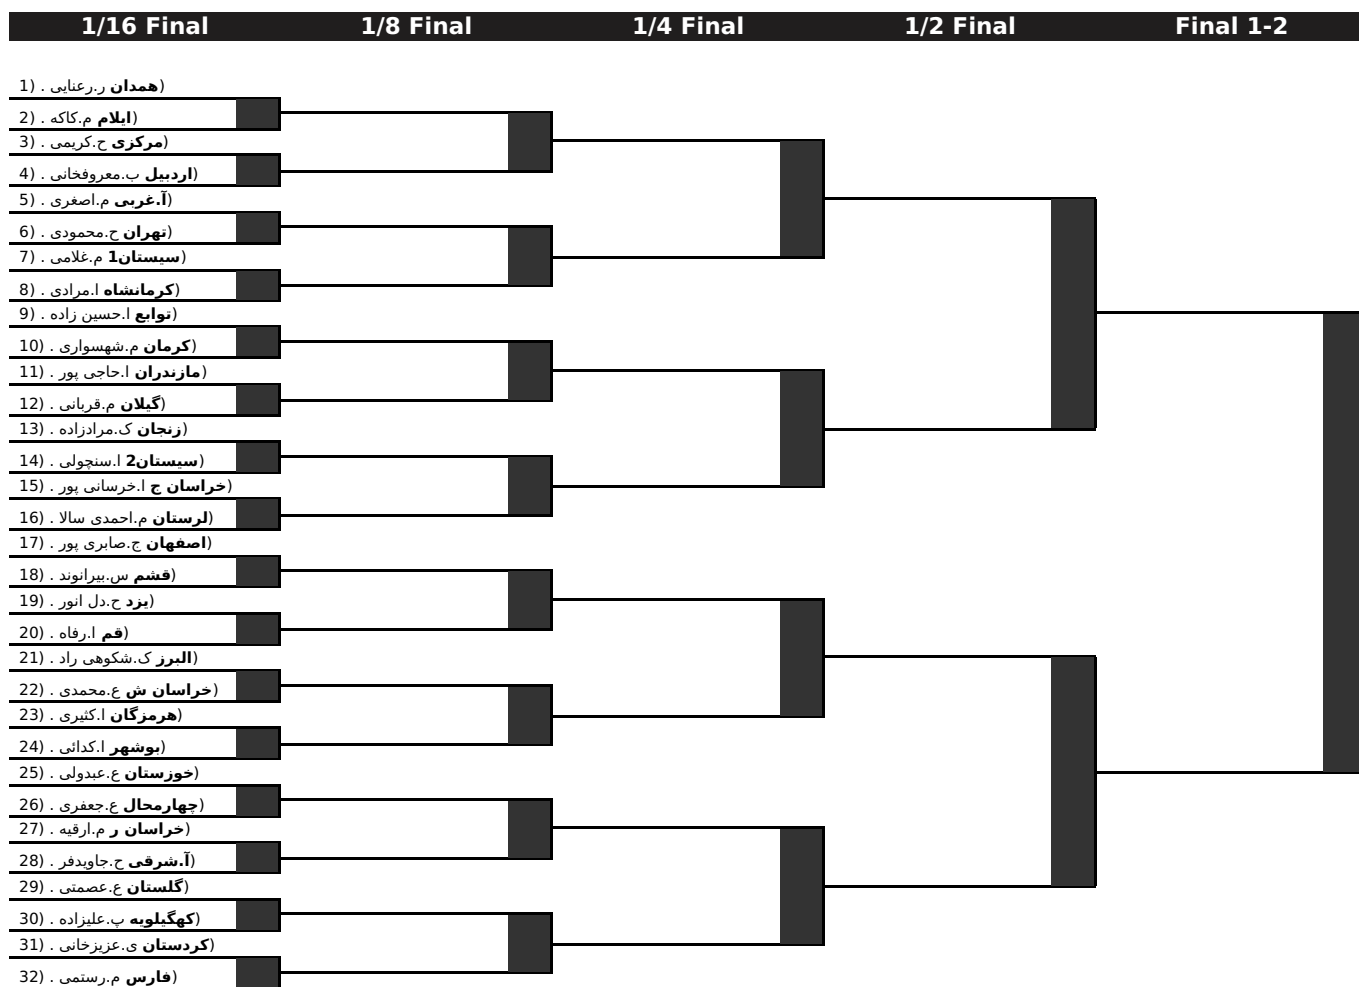 1/16 Final 1/8 Final 1/4 Final 1/2 Final Final 1-2
1) . ر.رعنایی همدان)
2) . م.کاکه ایلام)
3) . ح.کریمی مرکزی)
4) . ب.معروفخانی اردبیل)
5) . م.اصغری آ.غربی)
6) . ح.محمودی تهران)
7) . م.غلامی سیستان1)
8) . ا.مرادی کرمانشاه)
9) . ا.حسین زاده توابع)
10) . م.شهسواری کرمان)
11) . ا.حاجی پور مازندران)
12) . م.قربانی گیلان)
13) . ک.مرادزاده زنجان)
14) . ا.سنچولی سیستان2)
15) . ا.خرسانی پور خراسان ج)
16) . م.احمدی سالا لرستان)
17) . ج.صابری پور اصفهان)
18) . س.بیرانوند قشم)
19) . ح.دل انور یزد)
20) . ا.رفاه قم)
21) . ک.شکوهی راد البرز)
22) . ع.محمدی خراسان ش)
23) . ا.کثیری هرمزگان)
24) . ا.کدائی بوشهر)
25) . ع.عبدولی خوزستان)
26) . ع.جعفری چهارمحال)
27) . م.ارقیه خراسان ر)
28) . ح.جاویدفر آ.شرقی)
29) . ع.عصمتی گلستان)
30) . پ.علیزاده کهگیلویه)
31) . ی.عزیزخانی کردستان)
32) . م.رستمی فارس)